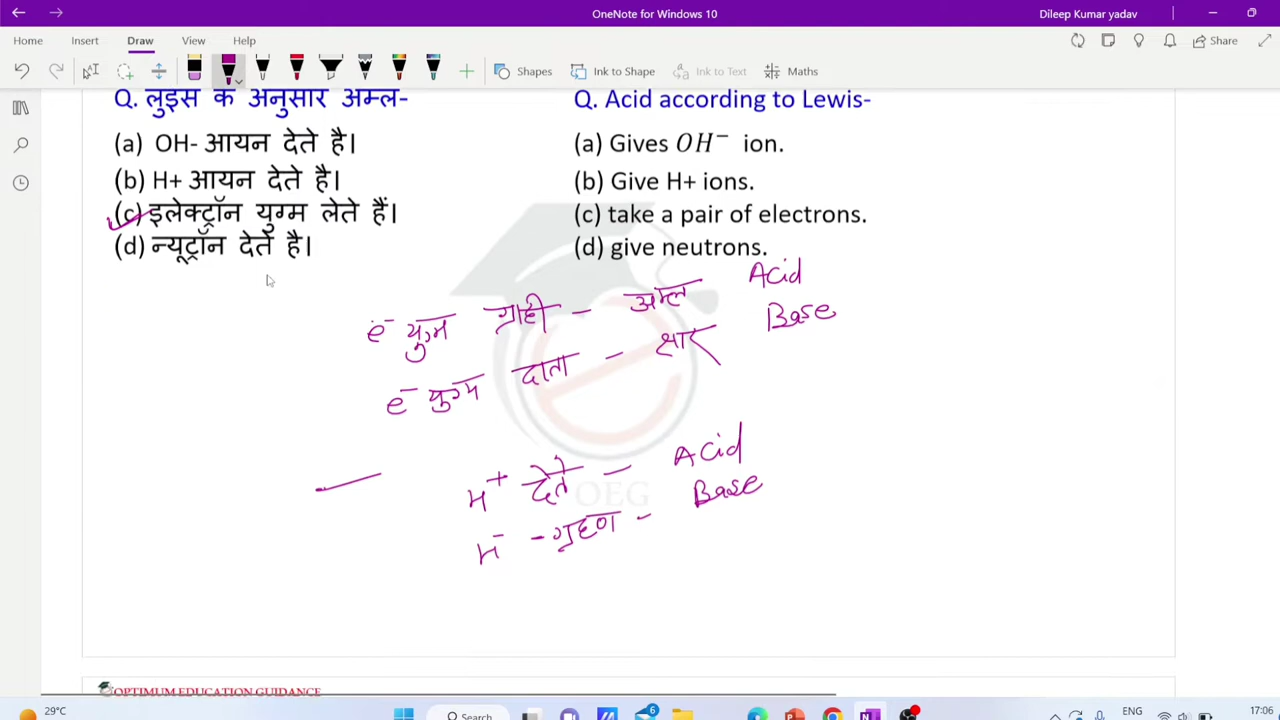 OneNote for Windows 10
Dileep Kumar yadav
Home Insert Draw View Help
Share
Shapes Ink to Shape Ink to Text Maths
Q. लुइस के अनुसार अम्ल-
(a) OH- आयन देते है।
(b) H+ आयन देते है।
(c) इलेक्ट्रॉन युग्म लेते हैं।
(d) न्यूट्रॉन देते है।
Q. Acid according to Lewis-
(a) Gives OH⁻ ion.
(b) Give H+ ions.
(c) take a pair of electrons.
(d) give neutrons.
e⁻ युग्म ग्राही - अम्ल Acid
e⁻ युग्म दाता - क्षार Base
H⁺ देते - Acid
H⁻ - ग्रहण - Base
OEG
OPTIMUM EDUCATION GUIDANCE
29°C
Search
6
ENG
17:06